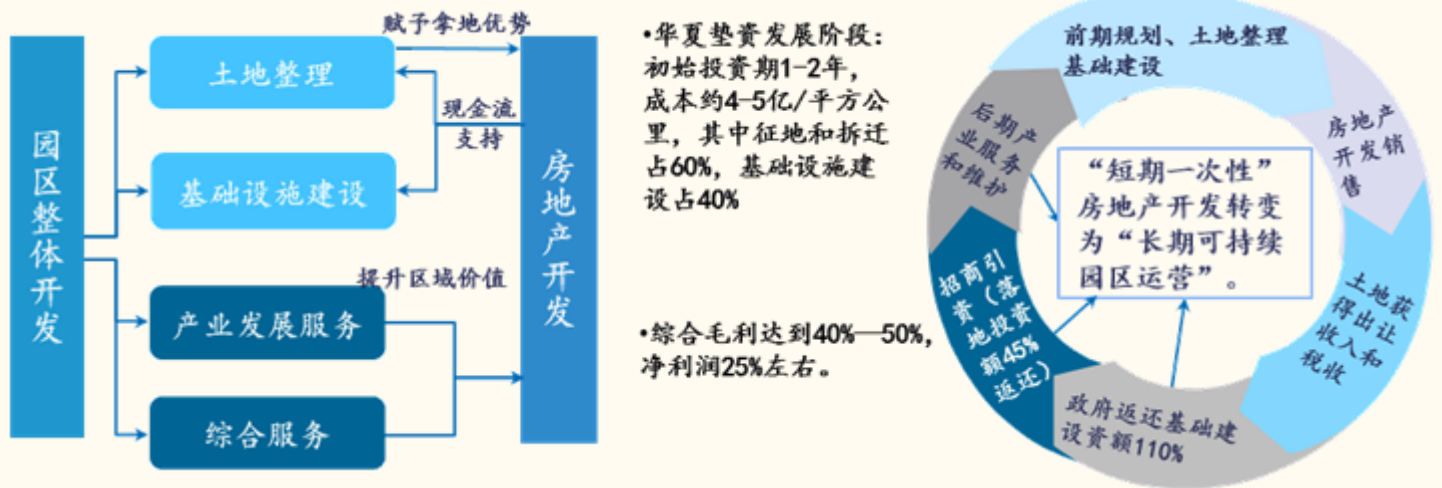 园区整体开发
土地整理
基础设施建设
产业发展服务
综合服务
赋予拿地优势
现金流
支持
提升区域价值
房地产开发
•华夏垫资发展阶段：
初始投资期1-2年，
成本约4-5亿/平方公
里，其中征地和拆迁
占60%，基础设施建
设占40%
•综合毛利达到40%—50%，
净利润25%左右。
前期规划、土地整理
基础建设
房地产
开发销
售
土地获
得出让
收入和
税收
政府返还基础建
设资额110%
招商引
资（落
地投资
额45%
返还）
后期产
业服务
和维护
“短期一次性”
房地产开发转变
为“长期可持续
园区运营”。